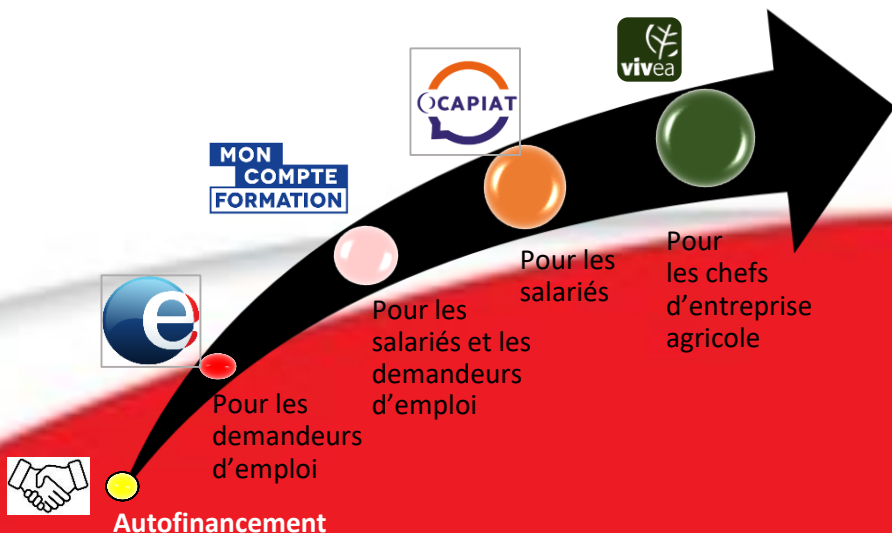 Autofinancement
e
Pour les
demandeurs
d’emploi
MON
COMPTE
FORMATION
Pour les
salariés et les
demandeurs
d’emploi
OCAPIAT
Pour les
salariés
vivea
Pour
les chefs
d’entreprise
agricole